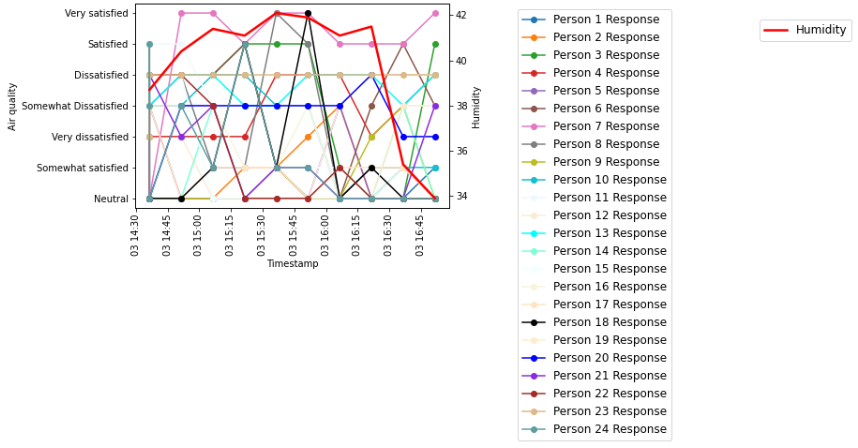 Very satisfied
Satisfied
Dissatisfied
Somewhat Dissatisfied
Very dissatisfied
Somewhat satisfied
Neutral
Air quality
42
40
38
36
34
Humidity
03 14:30
03 14:45
03 15:00
03 15:15
03 15:30
03 15:45
03 16:00
03 16:15
03 16:30
03 16:45
Timestamp
Person 1 Response
Person 2 Response
Person 3 Response
Person 4 Response
Person 5 Response
Person 6 Response
Person 7 Response
Person 8 Response
Person 9 Response
Person 10 Response
Person 11 Response
Person 12 Response
Person 13 Response
Person 14 Response
Person 15 Response
Person 16 Response
Person 17 Response
Person 18 Response
Person 19 Response
Person 20 Response
Person 21 Response
Person 22 Response
Person 23 Response
Person 24 Response
Humidity